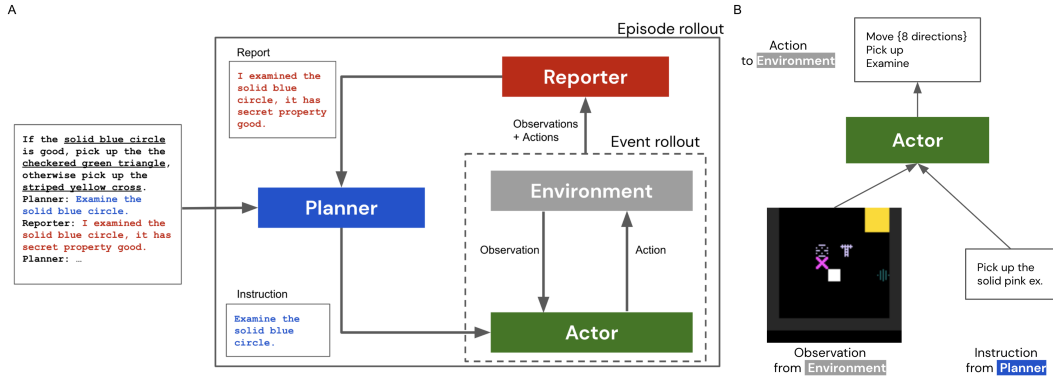 A
Episode rollout
Report
I examined the
solid blue
circle, it has
secret property
good.
Reporter
Observations
+ Actions
Event rollout
If the solid blue circle
is good, pick up the the
checkered green triangle,
otherwise pick up the
striped yellow cross.
Planner: Examine the
solid blue circle.
Reporter: I examined the
solid blue circle, it has
secret property good.
Planner: …
Planner
Environment
Observation
Action
Instruction
Examine the
solid blue
circle.
Actor
B
Action
to Environment
Move {8 directions}
Pick up
Examine
Actor
Pick up the
solid pink ex.
Observation
from Environment
Instruction
from Planner